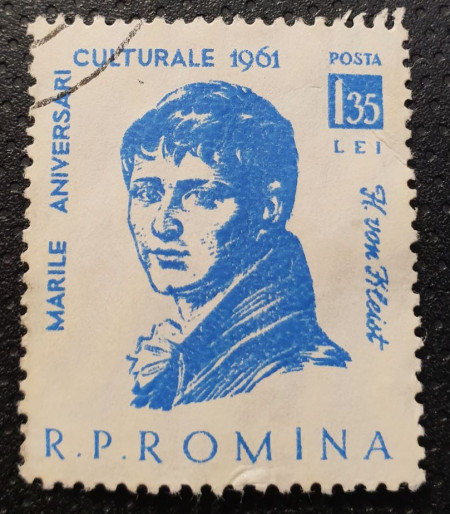 MARILE ANIVERSARI
CULTURALE 1961
POSTA
1,35
LEI
H. von Kleist
R.P.ROMINA